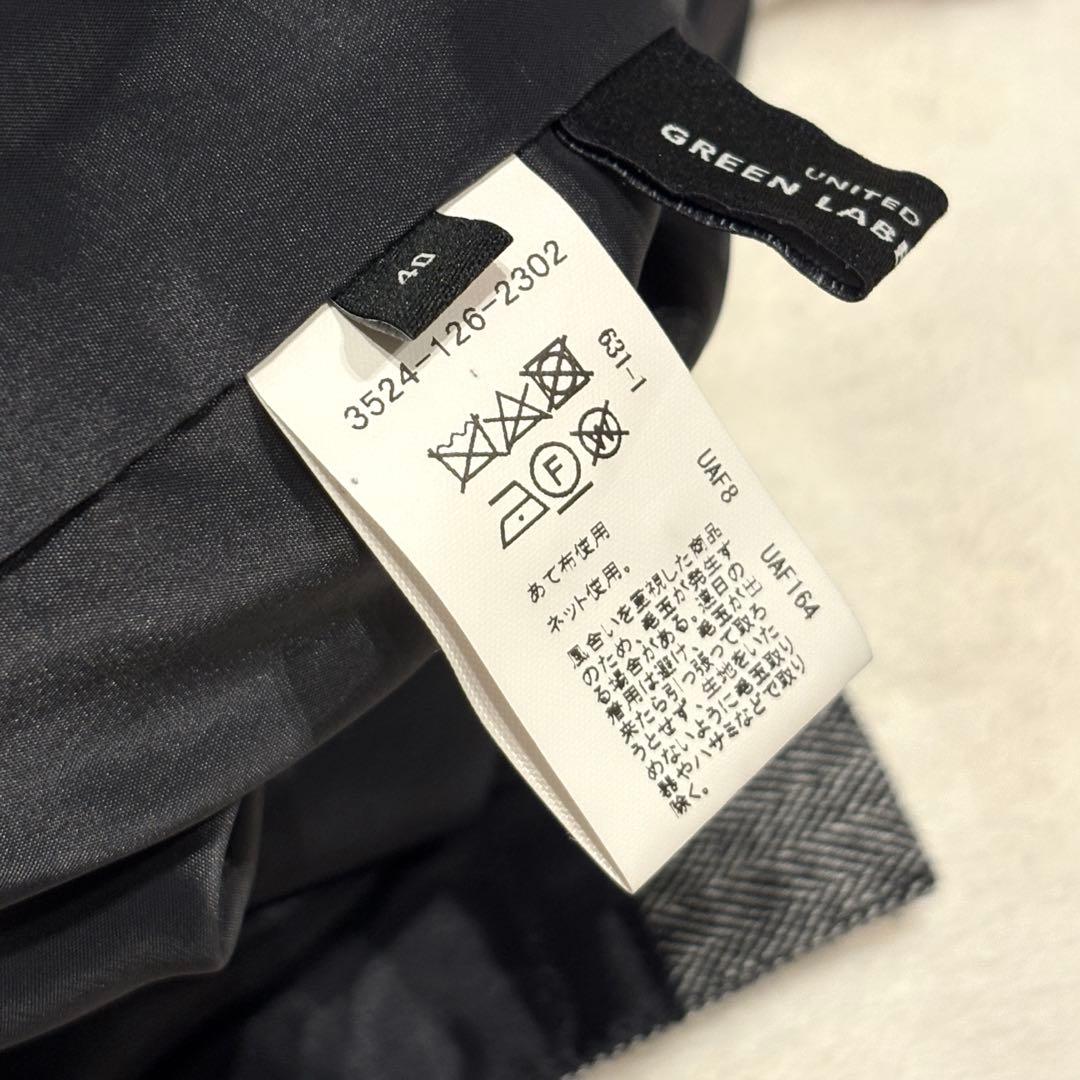 UNITED
GREEN LABE
40
3524-126-2302
631-1
F
W
UAF8
UAF164
あて布使用
ネット使用。
風合いを重視した商品
のため、毛玉が発生す
る場合がある。連日の
着用は避け、毛玉が出
来たら引っ張って取ろ
うとせず、生地をいた
めないように毛玉取り
器やハサミなどで取り
除く。